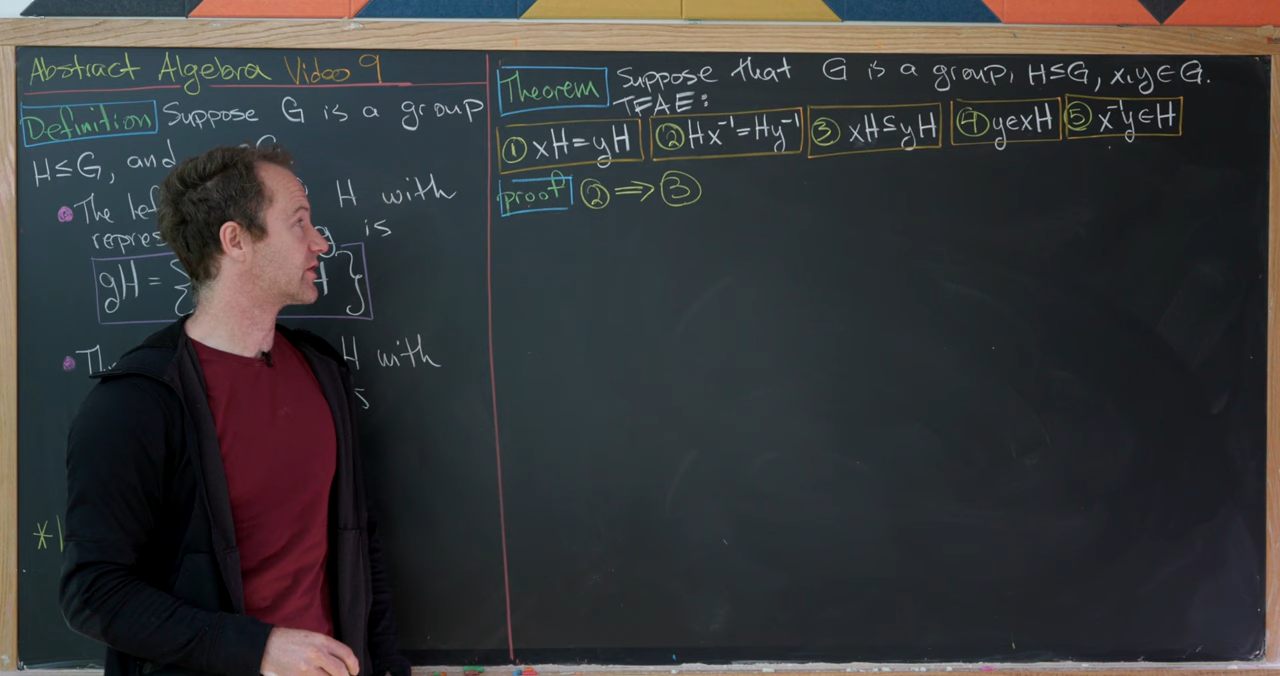 Abstract Algebra Video 9
Definition Suppose G is a group
H≤G, and
The left H with
g is
gH = { H }
H with
*
Theorem Suppose that G is a group, H≤G, x,y∈G.
TFAE:
① xH=yH ② Hx⁻¹=Hy⁻¹ ③ xH⊆yH ④ y∈xH ⑤ x⁻¹y∈H
proof ② ⟹ ③